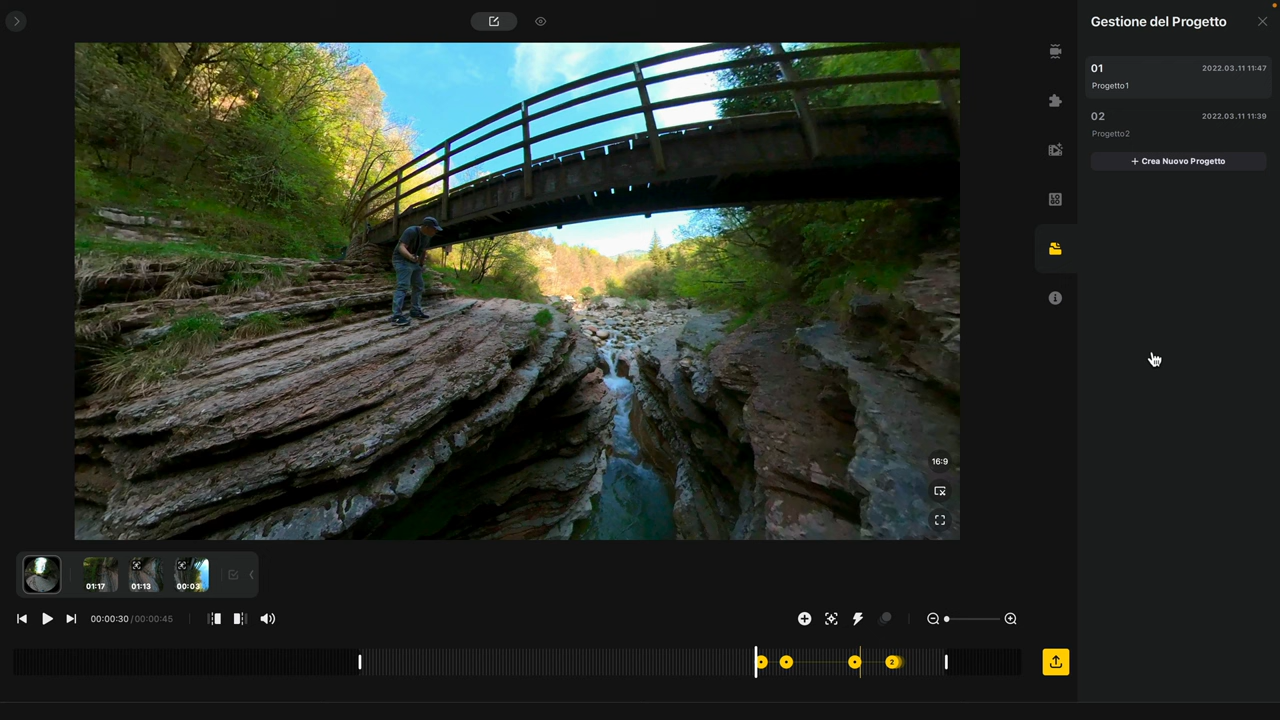 Gestione del Progetto
01
2022.03.11 11:47
Progetto1
02
2022.03.11 11:39
Progetto2
+ Crea Nuovo Progetto
16:9
01:17
01:13
00:03
00:00:30/00:00:45
2